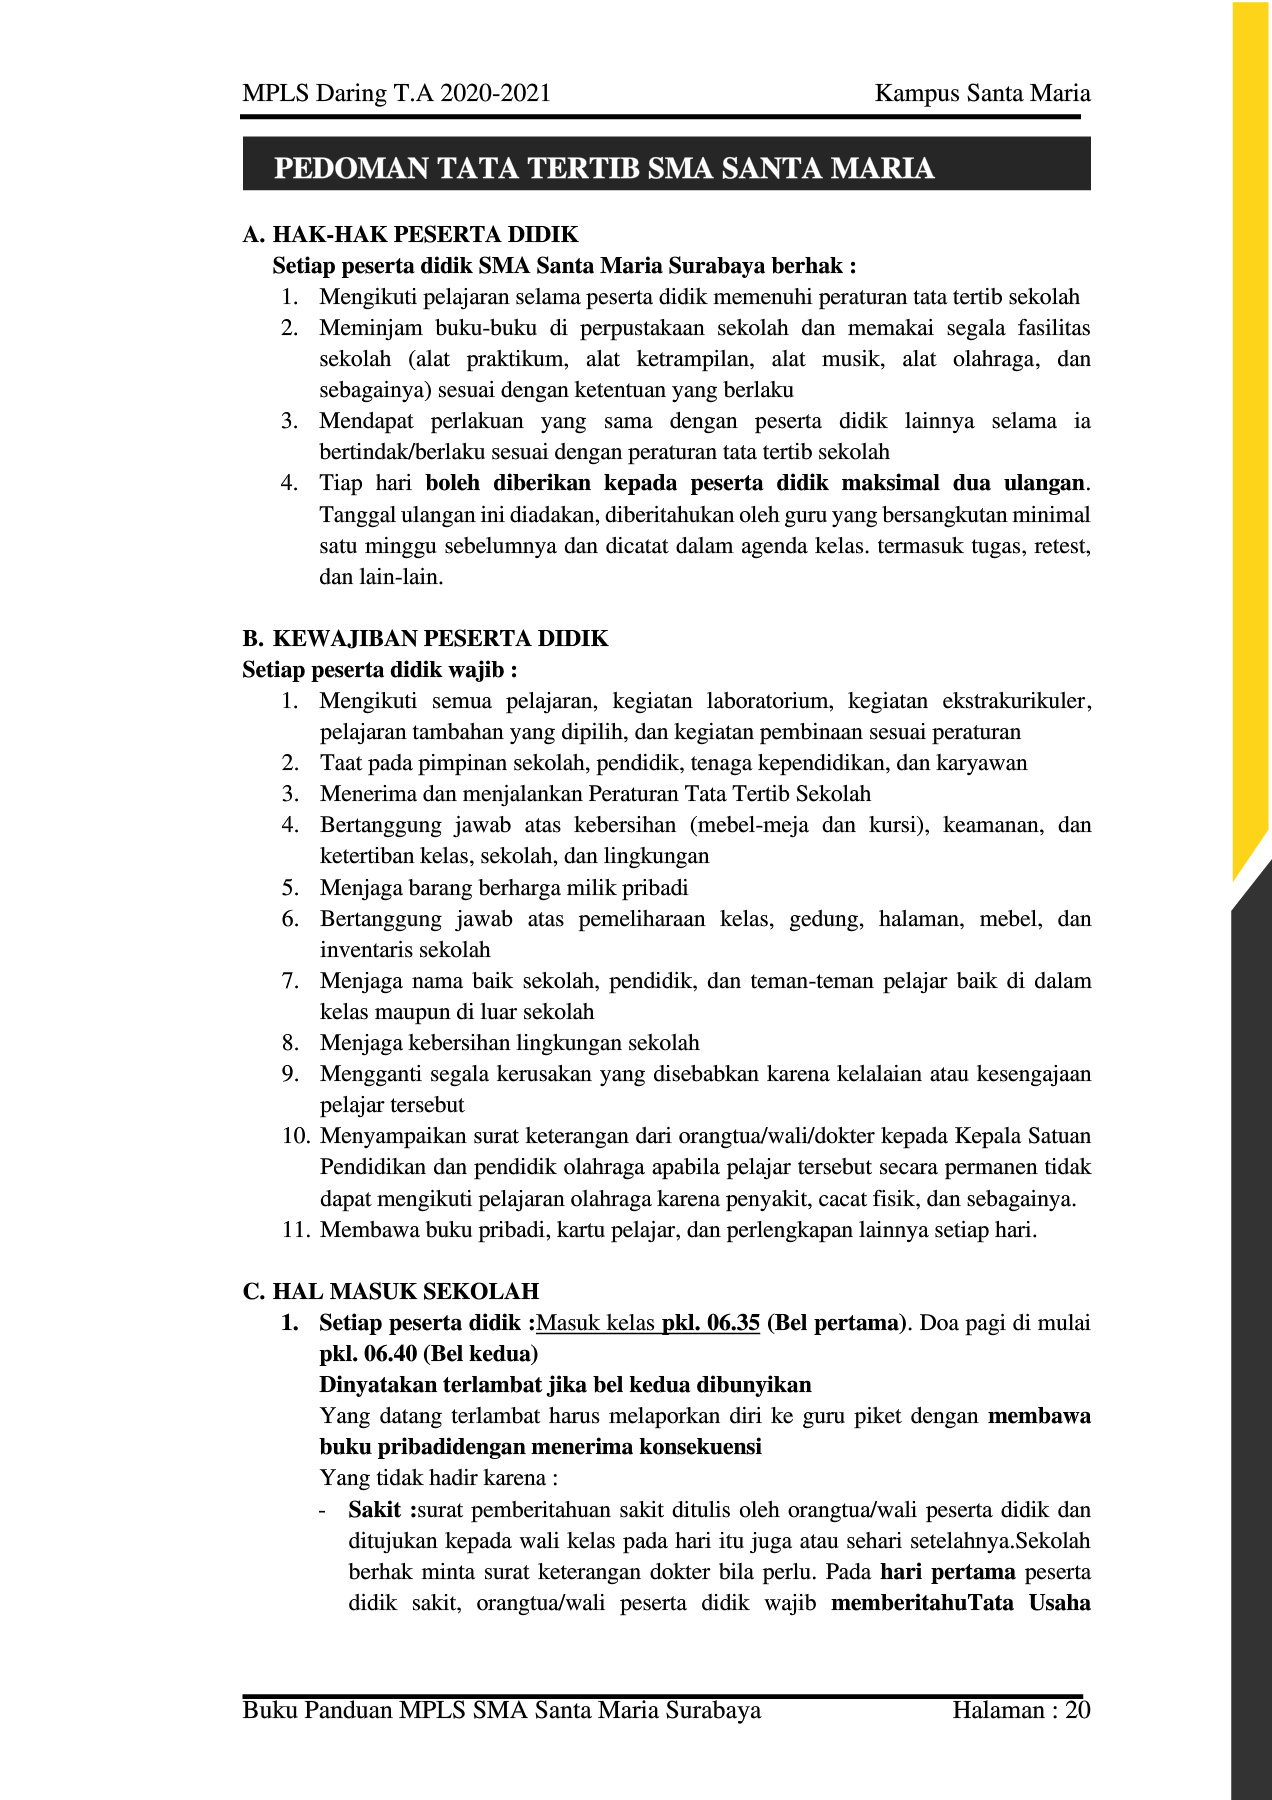 MPLS Daring T.A 2020-2021 Kampus Santa Maria
PEDOMAN TATA TERTIB SMA SANTA MARIA
A. HAK-HAK PESERTA DIDIK
Setiap peserta didik SMA Santa Maria Surabaya berhak :
1. Mengikuti pelajaran selama peserta didik memenuhi peraturan tata tertib sekolah
2. Meminjam buku-buku di perpustakaan sekolah dan memakai segala fasilitas
sekolah (alat praktikum, alat ketrampilan, alat musik, alat olahraga, dan
sebagainya) sesuai dengan ketentuan yang berlaku
3. Mendapat perlakuan yang sama dengan peserta didik lainnya selama ia
bertindak/berlaku sesuai dengan peraturan tata tertib sekolah
4. Tiap hari boleh diberikan kepada peserta didik maksimal dua ulangan.
Tanggal ulangan ini diadakan, diberitahukan oleh guru yang bersangkutan minimal
satu minggu sebelumnya dan dicatat dalam agenda kelas. termasuk tugas, retest,
dan lain-lain.
B. KEWAJIBAN PESERTA DIDIK
Setiap peserta didik wajib :
1. Mengikuti semua pelajaran, kegiatan laboratorium, kegiatan ekstrakurikuler,
pelajaran tambahan yang dipilih, dan kegiatan pembinaan sesuai peraturan
2. Taat pada pimpinan sekolah, pendidik, tenaga kependidikan, dan karyawan
3. Menerima dan menjalankan Peraturan Tata Tertib Sekolah
4. Bertanggung jawab atas kebersihan (mebel-meja dan kursi), keamanan, dan
ketertiban kelas, sekolah, dan lingkungan
5. Menjaga barang berharga milik pribadi
6. Bertanggung jawab atas pemeliharaan kelas, gedung, halaman, mebel, dan
inventaris sekolah
7. Menjaga nama baik sekolah, pendidik, dan teman-teman pelajar baik di dalam
kelas maupun di luar sekolah
8. Menjaga kebersihan lingkungan sekolah
9. Mengganti segala kerusakan yang disebabkan karena kelalaian atau kesengajaan
pelajar tersebut
10. Menyampaikan surat keterangan dari orangtua/wali/dokter kepada Kepala Satuan
Pendidikan dan pendidik olahraga apabila pelajar tersebut secara permanen tidak
dapat mengikuti pelajaran olahraga karena penyakit, cacat fisik, dan sebagainya.
11. Membawa buku pribadi, kartu pelajar, dan perlengkapan lainnya setiap hari.
C. HAL MASUK SEKOLAH
1. Setiap peserta didik :Masuk kelas pkl. 06.35 (Bel pertama). Doa pagi di mulai
pkl. 06.40 (Bel kedua)
Dinyatakan terlambat jika bel kedua dibunyikan
Yang datang terlambat harus melaporkan diri ke guru piket dengan membawa
buku pribadidengan menerima konsekuensi
Yang tidak hadir karena :
- Sakit :surat pemberitahuan sakit ditulis oleh orangtua/wali peserta didik dan
ditujukan kepada wali kelas pada hari itu juga atau sehari setelahnya.Sekolah
berhak minta surat keterangan dokter bila perlu. Pada hari pertama peserta
didik sakit, orangtua/wali peserta didik wajib memberitahuTata Usaha
Buku Panduan MPLS SMA Santa Maria Surabaya Halaman : 20